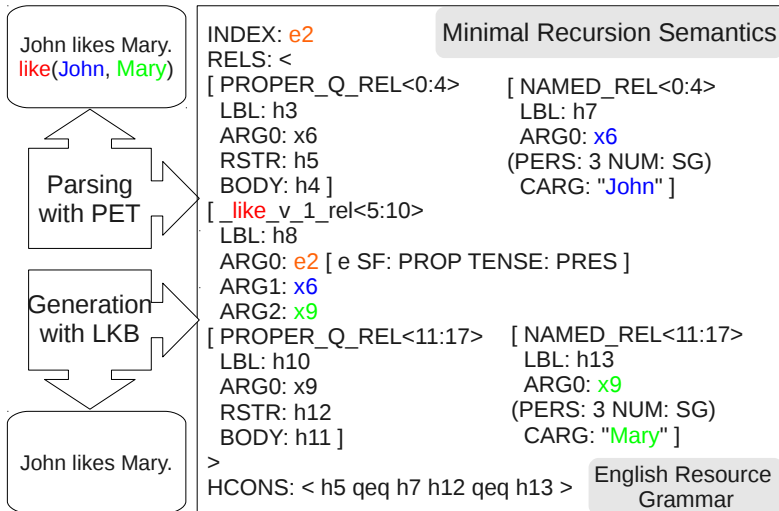 John likes Mary.
like(John, Mary)
Parsing
with PET
Generation
with LKB
John likes Mary.
Minimal Recursion Semantics
INDEX: e2
RELS: <
[ PROPER_Q_REL<0:4>
LBL: h3
ARG0: x6
RSTR: h5
BODY: h4 ]
[ NAMED_REL<0:4>
LBL: h7
ARG0: x6
(PERS: 3 NUM: SG)
CARG: "John" ]
[ _like_v_1_rel<5:10>
LBL: h8
ARG0: e2 [ e SF: PROP TENSE: PRES ]
ARG1: x6
ARG2: x9
[ PROPER_Q_REL<11:17>
LBL: h10
ARG0: x9
RSTR: h12
BODY: h11 ]
[ NAMED_REL<11:17>
LBL: h13
ARG0: x9
(PERS: 3 NUM: SG)
CARG: "Mary" ]
>
HCONS: < h5 qeq h7 h12 qeq h13 >
English Resource
Grammar